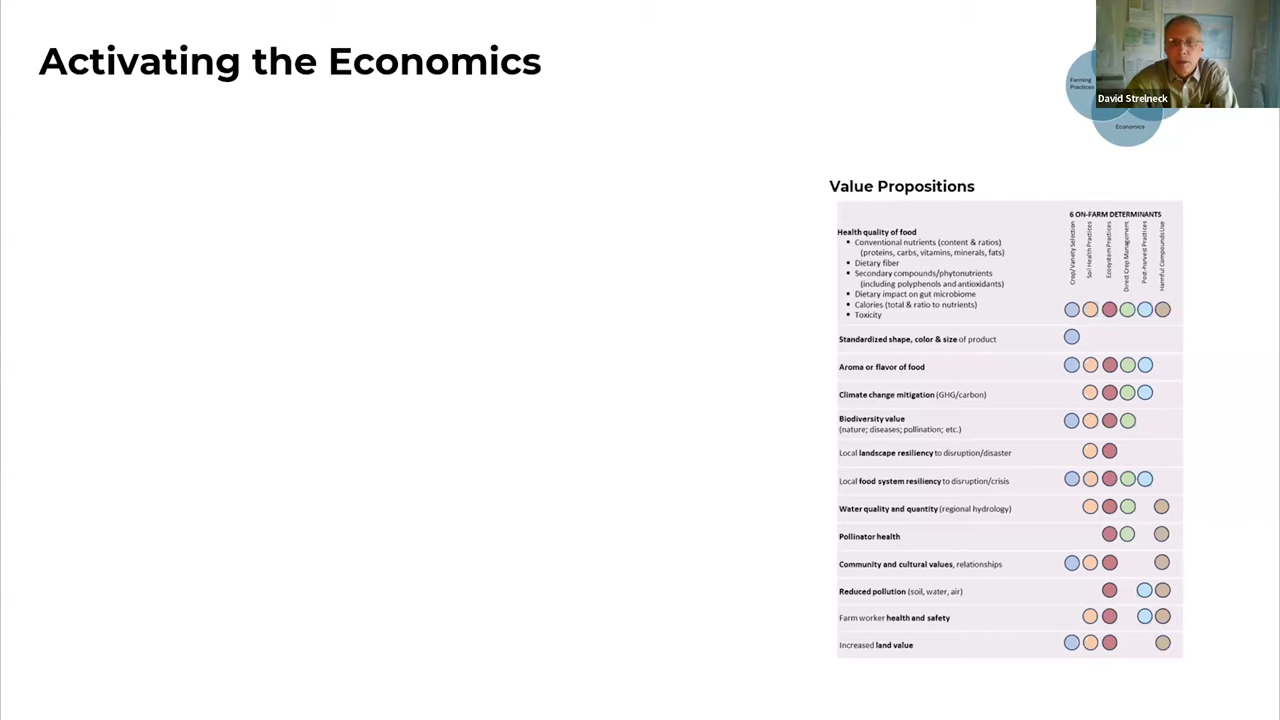 Activating the Economics
David Strelneck
Farming
Practices
Economics
Value Propositions
6 ON-FARM DETERMINANTS
Crop/Variety Selection
Soil Health Practices
Ecosystem Practices
Direct Crop Management
Post-harvest Practices
Harmful Compounds Use
Health quality of food
▪ Conventional nutrients (content & ratios)
(proteins, carbs, vitamins, minerals, fats)
▪ Dietary fiber
▪ Secondary compounds/phytonutrients
(including polyphenols and antioxidants)
▪ Dietary impact on gut microbiome
▪ Calories (total & ratio to nutrients)
▪ Toxicity
Standardized shape, color & size of product
Aroma or flavor of food
Climate change mitigation (GHG/carbon)
Biodiversity value
(nature; diseases; pollination; etc.)
Local landscape resiliency to disruption/disaster
Local food system resiliency to disruption/crisis
Water quality and quantity (regional hydrology)
Pollinator health
Community and cultural values, relationships
Reduced pollution (soil, water, air)
Farm worker health and safety
Increased land value